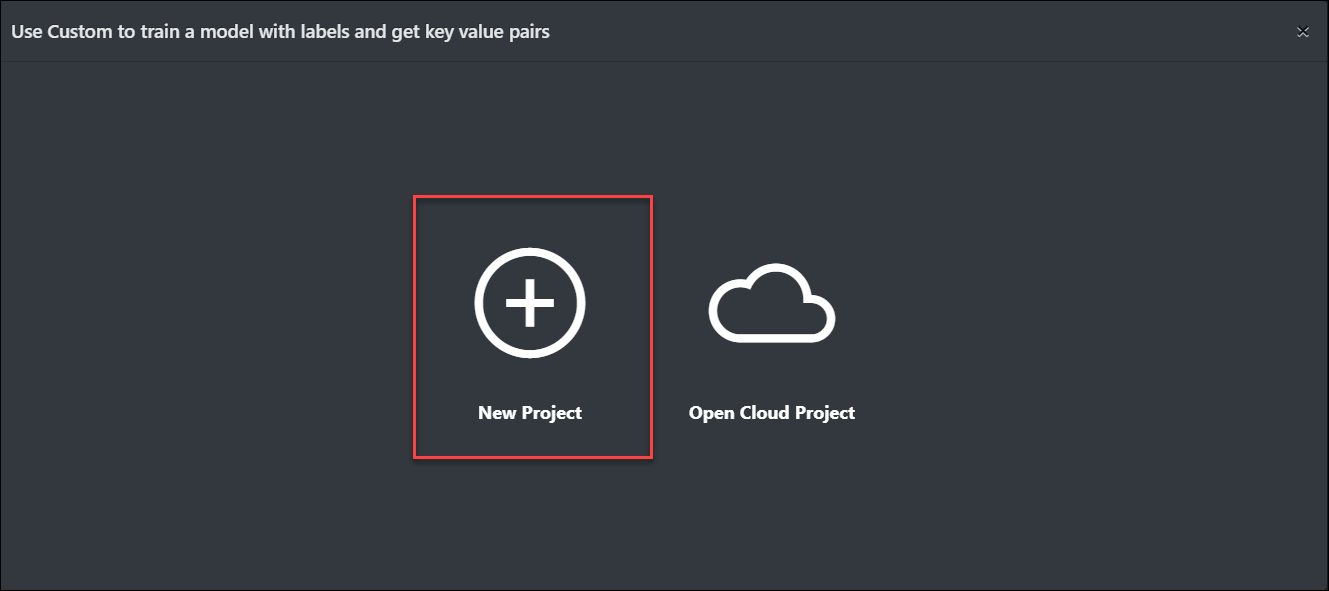 Use Custom to train a model with labels and get key value pairs
New Project
Open Cloud Project